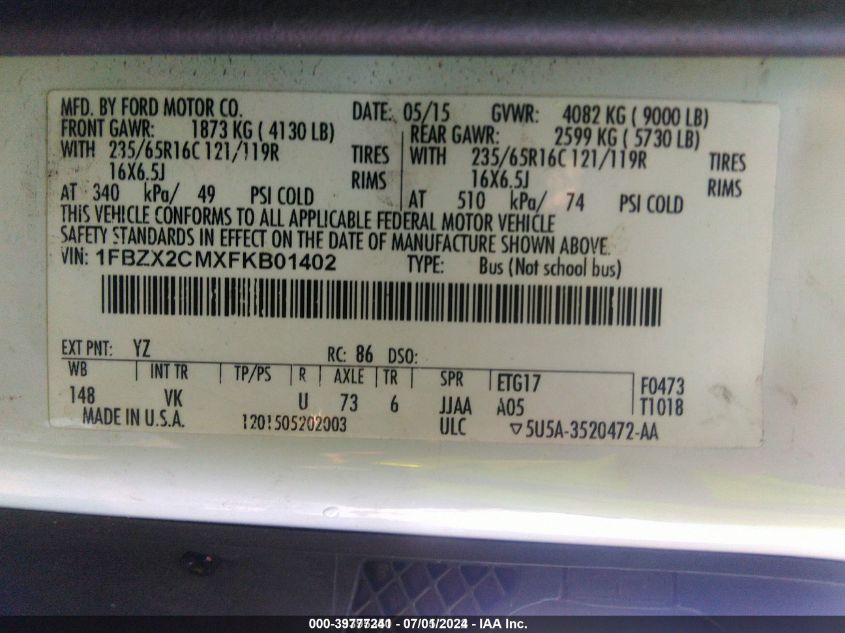 MFD. BY FORD MOTOR CO. DATE: 05/15 GVWR: 4082 KG ( 9000 LB)
FRONT GAWR: 1873 KG ( 4130 LB) REAR GAWR: 2599 KG ( 5730 LB)
WITH 235/65R16C 121/119R TIRES WITH 235/65R16C 121/119R TIRES
16X6.5J RIMS 16X6.5J RIMS
AT 340 kPa/ 49 PSI COLD AT 510 kPa/ 74 PSI COLD
THIS VEHICLE CONFORMS TO ALL APPLICABLE FEDERAL MOTOR VEHICLE
SAFETY STANDARDS IN EFFECT ON THE DATE OF MANUFACTURE SHOWN ABOVE.
VIN: 1FBZX2CMXFKB01402 TYPE: Bus (Not school bus)
EXT PNT: YZ RC: 86 DSO:
WB INT TR TP/PS R AXLE TR SPR ETG17 F0473
148 VK U 73 6 JJAA A05 T1018
MADE IN U.S.A. 1201505202003 ULC ▽5U5A-3520472-AA
07/01/2024 - IAA Inc.